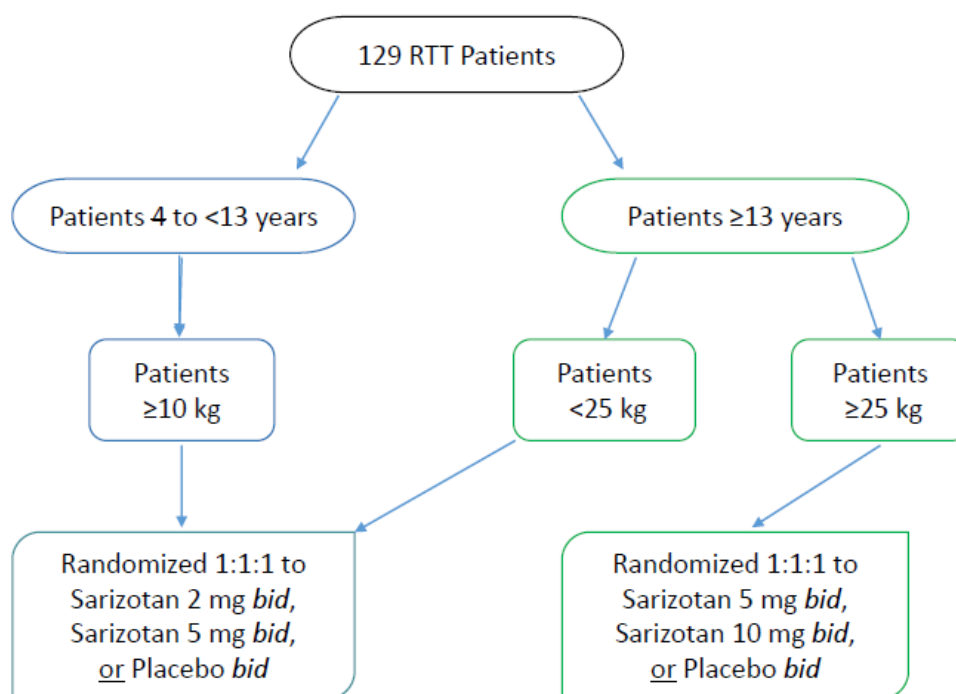 129 RTT Patients
Patients 4 to <13 years
Patients ≥13 years
Patients
≥10 kg
Patients
<25 kg
Patients
≥25 kg
Randomized 1:1:1 to
Sarizotan 2 mg bid,
Sarizotan 5 mg bid,
or Placebo bid
Randomized 1:1:1 to
Sarizotan 5 mg bid,
Sarizotan 10 mg bid,
or Placebo bid